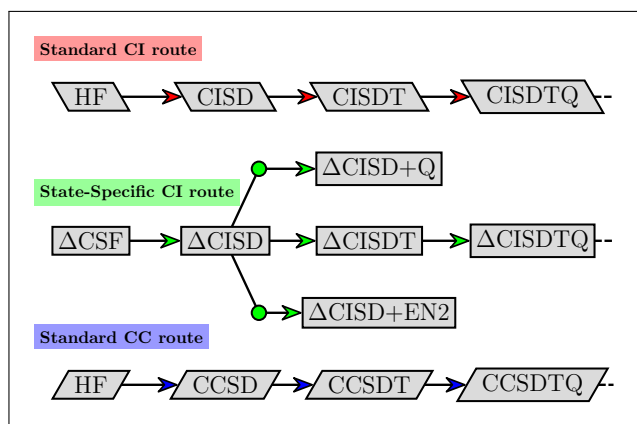 Standard CI route
HF CISD CISDT CISDTQ
ΔCISD+Q
State-Specific CI route
ΔCSF ΔCISD ΔCISDT ΔCISDTQ
ΔCISD+EN2
Standard CC route
HF CCSD CCSDT CCSDTQ